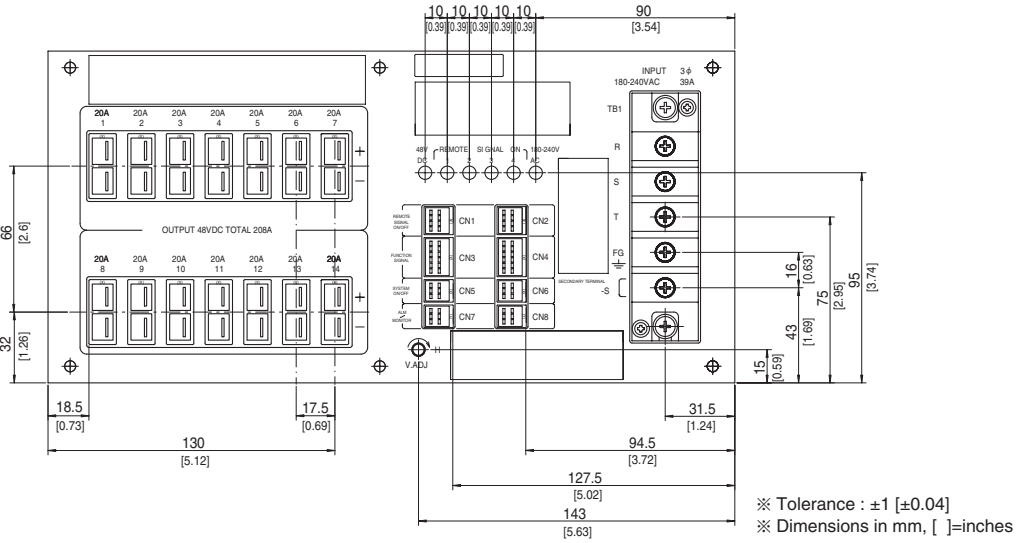 10 10 10 10 10 90
[0.39] [0.39] [0.39] [0.39] [0.39] [3.54]
INPUT 3φ
180-240VAC 39A
TB1
R
S
T
FG
-S
SECONDARY TERMINAL
20A 20A 20A 20A 20A 20A 20A
1 2 3 4 5 6 7
+
−
OUTPUT 48VDC TOTAL 208A
20A 20A 20A 20A 20A 20A 20A
8 9 10 11 12 13 14
+
−
48V REMOTE SIGNAL ON 180-240V
DC 1 2 3 4 AC
REMOTE SIGNAL ON/OFF
CN1 CN2
FUNCTION SIGNAL
CN3 CN4
SYSTEM ON/OFF
CN5 CN6
ALM MONITOR
CN7 CN8
V.ADJ
H
66
[2.6]
32
[1.26]
16
[0.63]
43
[1.69]
75
[2.95]
95
[3.74]
15
[0.59]
18.5
[0.73]
17.5
[0.69]
31.5
[1.24]
130
[5.12]
94.5
[3.72]
127.5
[5.02]
143
[5.63]
※ Tolerance : ±1 [±0.04]
※ Dimensions in mm, [ ]=inches